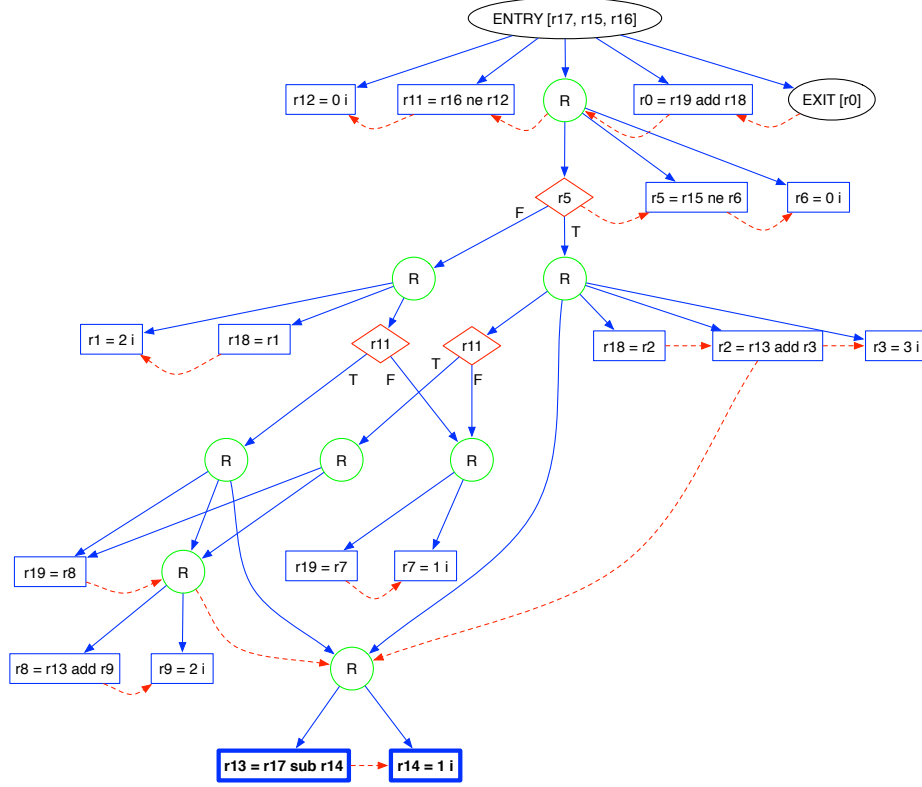 ENTRY [r17, r15, r16]
r12 = 0 i
r11 = r16 ne r12
R
r0 = r19 add r18
EXIT [r0]
r5
r5 = r15 ne r6
r6 = 0 i
F
T
R
R
r1 = 2 i
r18 = r1
r11
r11
r18 = r2
r2 = r13 add r3
r3 = 3 i
T
F
T
F
R
R
R
r19 = r8
R
r19 = r7
r7 = 1 i
r8 = r13 add r9
r9 = 2 i
R
r13 = r17 sub r14
r14 = 1 i